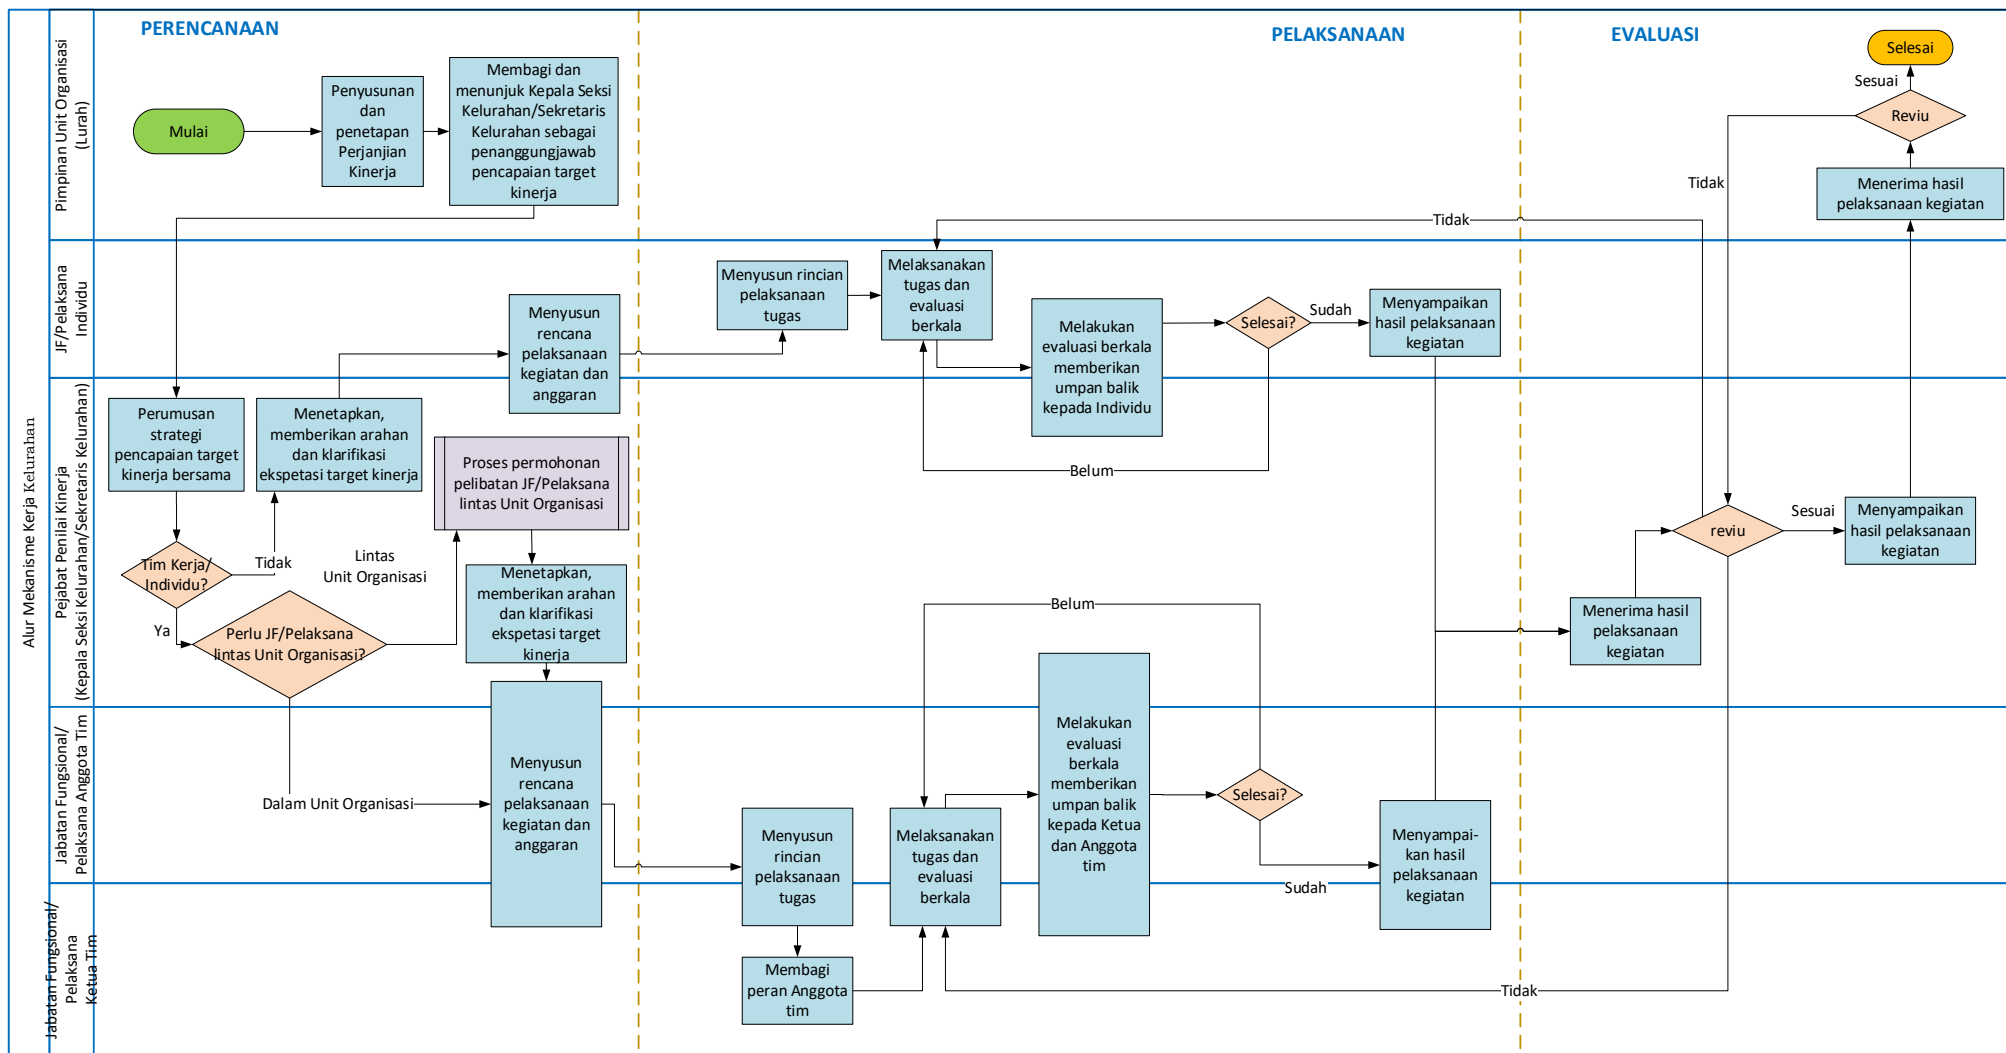 PERENCANAAN
PELAKSANAAN
EVALUASI
Alur Mekanisme Kerja Kelurahan
Pimpinan Unit Organisasi
(Lurah)
Mulai
Penyusunan
dan
penetapan
Perjanjian
Kinerja
Membagi dan
menunjuk Kepala Seksi
Kelurahan/Sekretaris
Kelurahan sebagai
penanggungjawab
pencapaian target
kinerja
Selesai
Sesuai
Reviu
Tidak
Menerima hasil
pelaksanaan kegiatan
Tidak
JF/Pelaksana
Individu
Menyusun
rencana
pelaksanaan
kegiatan dan
anggaran
Menyusun rincian
pelaksanaan
tugas
Melaksanakan
tugas dan
evaluasi
berkala
Melakukan
evaluasi berkala
memberikan
umpan balik
kepada Individu
Selesai?
Sudah
Menyampaikan
hasil pelaksanaan
kegiatan
Belum
Pejabat Penilai Kinerja
(Kepala Seksi Kelurahan/Sekretaris Kelurahan)
Perumusan
strategi
pencapaian target
kinerja bersama
Menetapkan,
memberikan arahan
dan klarifikasi
ekspetasi target kinerja
Proses permohonan
pelibatan JF/Pelaksana
lintas Unit Organisasi
Tim Kerja/
Individu?
Tidak
Ya
Lintas
Unit Organisasi
Perlu JF/Pelaksana
lintas Unit Organisasi?
Menetapkan,
memberikan arahan
dan klarifikasi
ekspetasi target
kinerja
Belum
Menerima hasil
pelaksanaan
kegiatan
reviu
Sesuai
Menyampaikan
hasil pelaksanaan
kegiatan
Jabatan Fungsional/
Pelaksana Anggota Tim
Dalam Unit Organisasi
Menyusun
rencana
pelaksanaan
kegiatan dan
anggaran
Menyusun
rincian
pelaksanaan
tugas
Melaksanakan
tugas dan
evaluasi
berkala
Melakukan
evaluasi
berkala
memberikan
umpan balik
kepada Ketua
dan Anggota
tim
Selesai?
Sudah
Menyampai-
kan hasil
pelaksanaan
kegiatan
Jabatan Fungsional/
Pelaksana
Ketua Tim
Membagi
peran Anggota
tim
Tidak